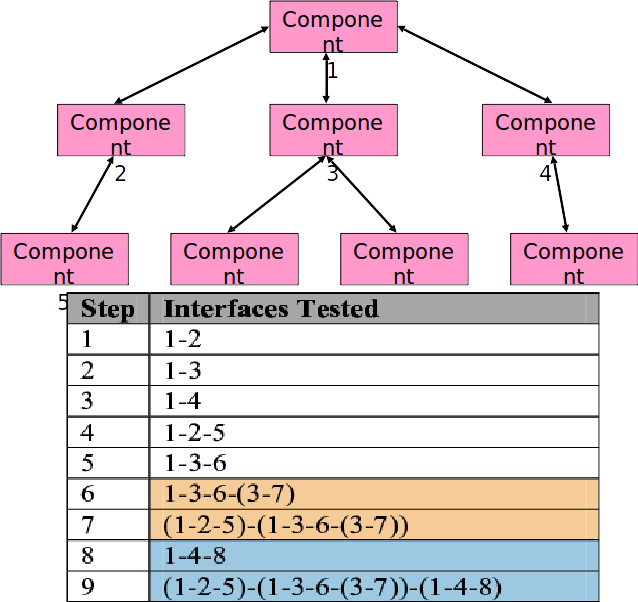 Compone
nt
1
Compone
nt
2
Compone
nt
3
Compone
nt
4
Compone
nt
5
Compone
nt
Compone
nt
Compone
nt
Step Interfaces Tested
1 1-2
2 1-3
3 1-4
4 1-2-5
5 1-3-6
6 1-3-6-(3-7)
7 (1-2-5)-(1-3-6-(3-7))
8 1-4-8
9 (1-2-5)-(1-3-6-(3-7))-(1-4-8)